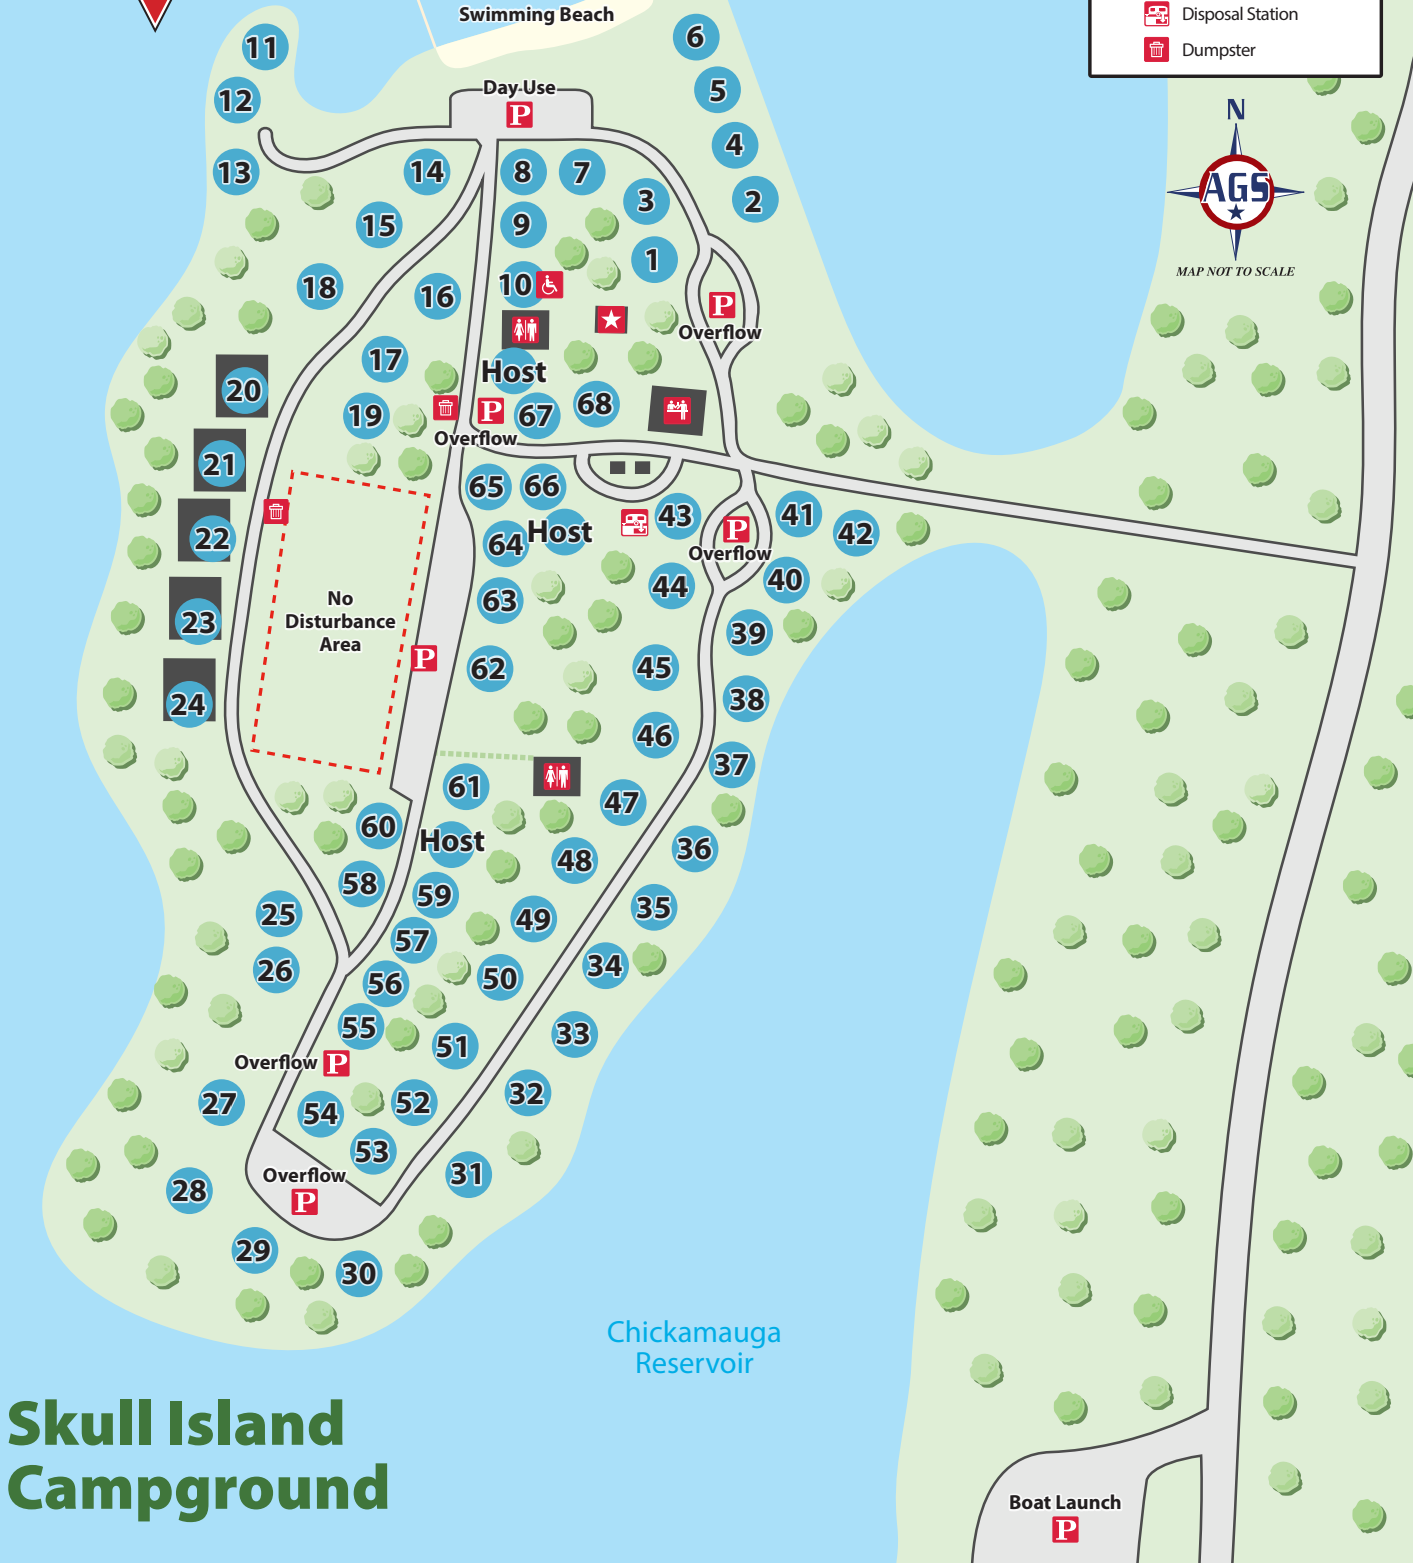 Swimming Beach
Disposal Station
Dumpster
11
6
12
5
Day Use
P
N
4
13
14
8
7
3
2
AGS
15
9
1
MAP NOT TO SCALE
18
16
10
P
Overflow
17
Host
20
19
P
67
68
Overflow
21
65
66
43
41
22
64
Host
P
42
Overflow
44
40
No
Disturbance
Area
63
23
39
P
62
45
24
38
46
37
61
47
60
Host
36
48
58
59
25
49
35
57
26
56
50
34
55
51
33
Overflow P
27
54
52
32
53
Overflow
P
31
28
29
30
Chickamauga
Reservoir
Skull Island
Campground
Boat Launch
P